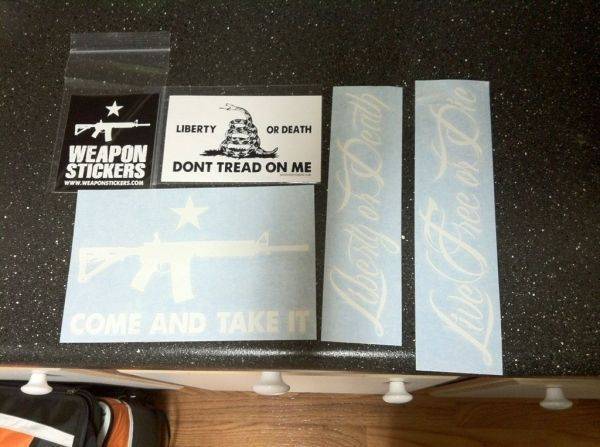 WEAPON
STICKERS
WWW.WEAPONSTICKERS.COM
LIBERTY OR DEATH
DONT TREAD ON ME
COME AND TAKE IT
Liberty or Death
Live Free or Die